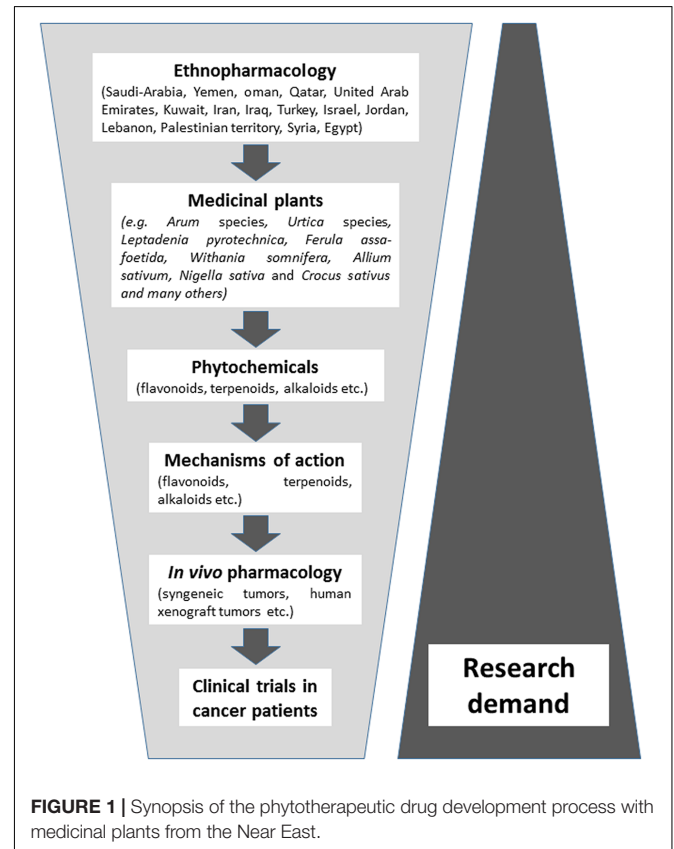 Ethnopharmacology
(Saudi-Arabia, Yemen, oman, Qatar, United Arab
Emirates, Kuwait, Iran, Iraq, Turkey, Israel, Jordan,
Lebanon, Palestinian territory, Syria, Egypt)
Medicinal plants
(e.g. Arum species, Urtica species,
Leptadenia pyrotechnica, Ferula assa-
foetida, Withania somnifera, Allium
sativum, Nigella sativa and Crocus sativus
and many others)
Phytochemicals
(flavonoids, terpenoids, alkaloids etc.)
Mechanisms of action
(flavonoids, terpenoids,
alkaloids etc.)
In vivo pharmacology
(syngeneic tumors, human
xenograft tumors etc.)
Clinical trials in
cancer patients
Research
demand
FIGURE 1 | Synopsis of the phytotherapeutic drug development process with
medicinal plants from the Near East.